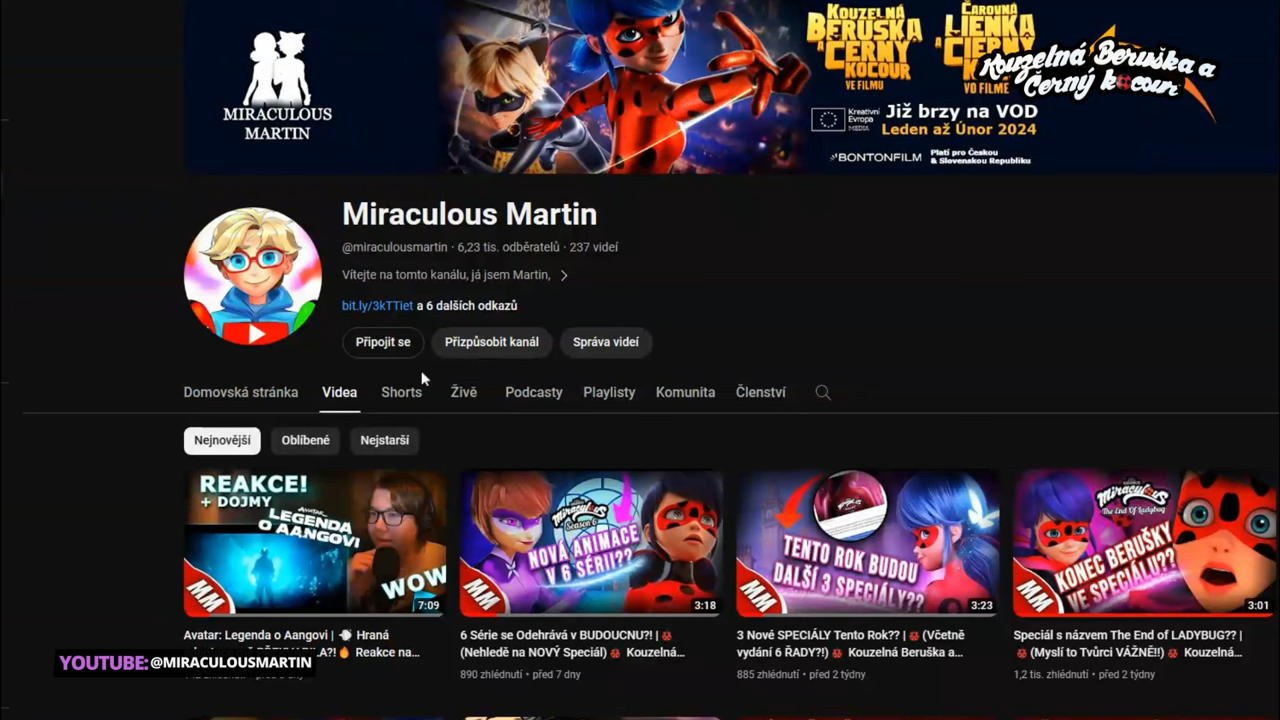 KOUZELNÁ
BERUŠKA
A ČERNÝ
KOCOUR
VE FILMU
ČAROVNÁ
LIENKA
A ČIERNY
VO FILME
Kouzelná Beruška a
Černý kocour
MIRACULOUS
MARTIN
Kreativní
Evropa
MEDIA
Již brzy na VOD
Leden až Únor 2024
BONTONFILM
Platí pro Českou
& Slovenskou Republiku
Miraculous Martin
@miraculousmartin · 6,23 tis. odběratelů · 237 videí
Vítejte na tomto kanálu, já jsem Martin,
bit.ly/3kTTiet a 6 dalších odkazů
Připojit se
Přizpůsobit kanál
Správa videí
Domovská stránka
Videa
Shorts
Živě
Podcasty
Playlisty
Komunita
Členství
Nejnovější
Oblíbené
Nejstarší
REAKCE!
+ DOJMY
AVATAR
LEGENDA
O AANGOVI
WOW
MM
7:09
Miraculous
Season 6
NOVÁ ANIMACE
V 6 SÉRII??
MM
3:18
TENTO ROK BUDOU
DALŠÍ 3 SPECIÁLY??
MM
3:23
Miraculous
The End Of Ladybug
KONEC BERUŠKY
VE SPECIÁLU??
MM
3:01
Avatar: Legenda o Aangovi | Hraná
Reakce na...
6 Série se Odehrává v BUDOUCNU?! |
(Nehledě na NOVÝ Speciál) Kouzelná...
890 zhlédnutí · před 7 dny
3 Nové SPECIÁLY Tento Rok?? | (Včetně
vydání 6 ŘADY?!) Kouzelná Beruška a...
885 zhlédnutí · před 2 týdny
Speciál s názvem The End of LADYBUG?? |
(Myslí to Tvůrci VÁŽNĚ!!) Kouzelná...
1,2 tis. zhlédnutí · před 2 týdny
YOUTUBE: @MIRACULOUSMARTIN